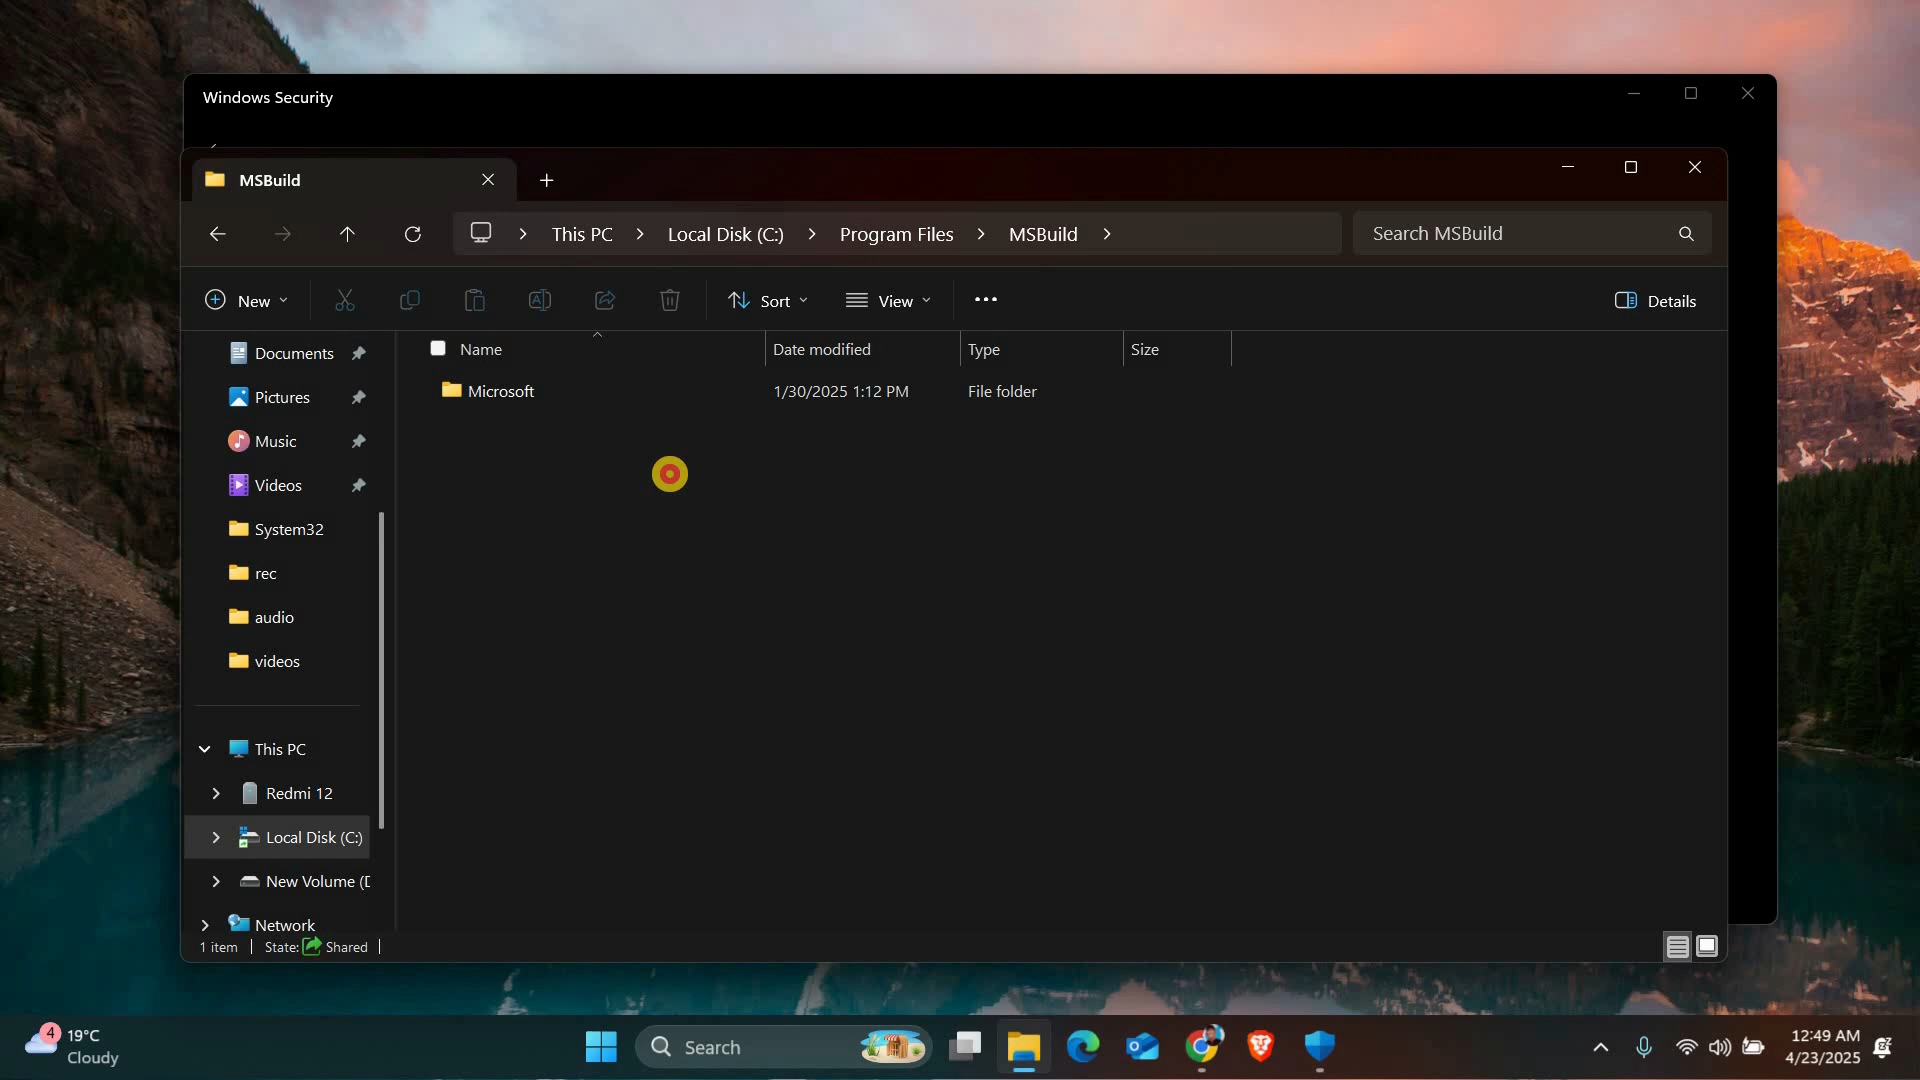 Windows Security
MSBuild
This PC Local Disk (C:) Program Files MSBuild
Search MSBuild
New Sort View Details
Name Date modified Type Size
Microsoft 1/30/2025 1:12 PM File folder
Documents
Pictures
Music
Videos
System32
rec
audio
videos
This PC
Redmi 12
Local Disk (C:)
New Volume (D
Network
1 item State: Shared
4 19°C
Cloudy
Search
12:49 AM
4/23/2025